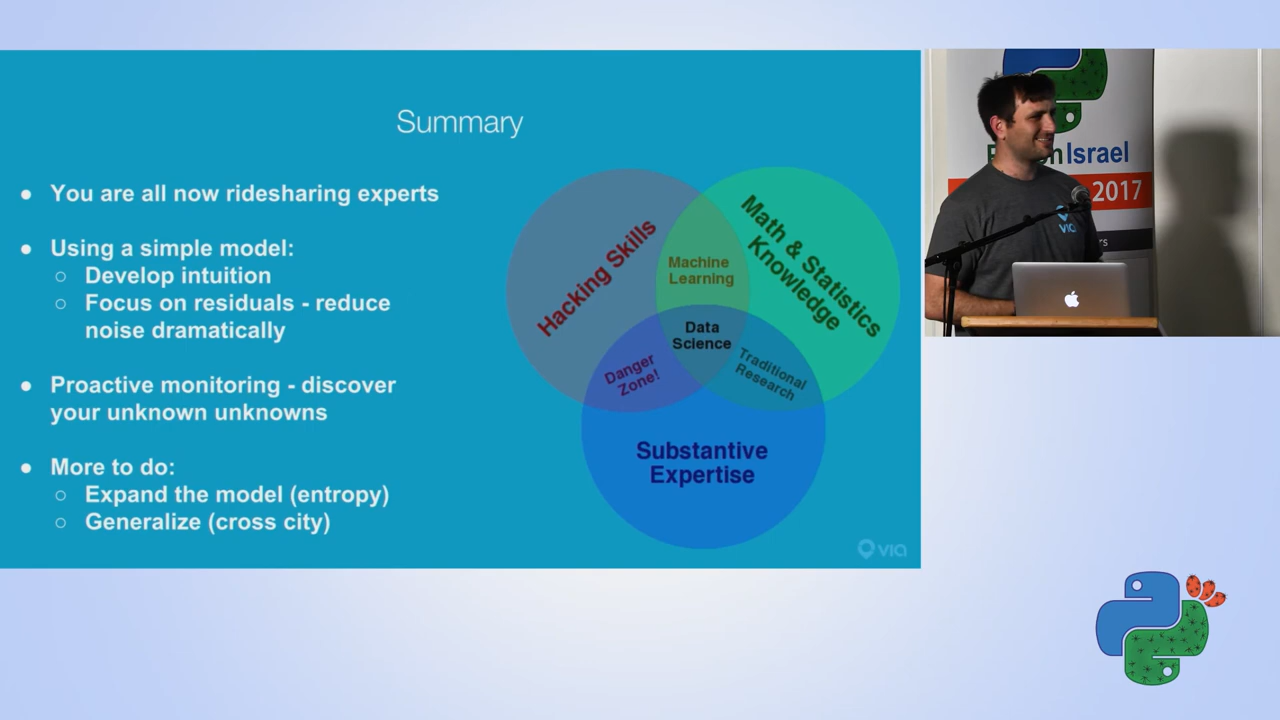 Summary
● You are all now ridesharing experts
● Using a simple model:
○ Develop intuition
○ Focus on residuals - reduce
noise dramatically
● Proactive monitoring - discover
your unknown unknowns
● More to do:
○ Expand the model (entropy)
○ Generalize (cross city)
Hacking Skills
Math & Statistics
Knowledge
Machine
Learning
Data
Science
Danger
Zone!
Traditional
Research
Substantive
Expertise
via
Israel
2017
via